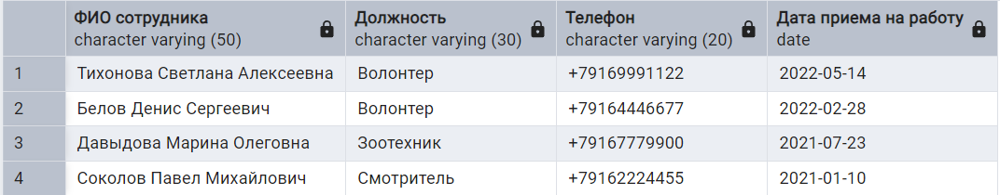 ФИО сотрудника Должность Телефон Дата приема на работу
character varying (50) character varying (30) character varying (20) date
1 Тихонова Светлана Алексеевна Волонтер +79169991122 2022-05-14
2 Белов Денис Сергеевич Волонтер +79164446677 2022-02-28
3 Давыдова Марина Олеговна Зоотехник +79167779900 2021-07-23
4 Соколов Павел Михайлович Смотритель +79162224455 2021-01-10